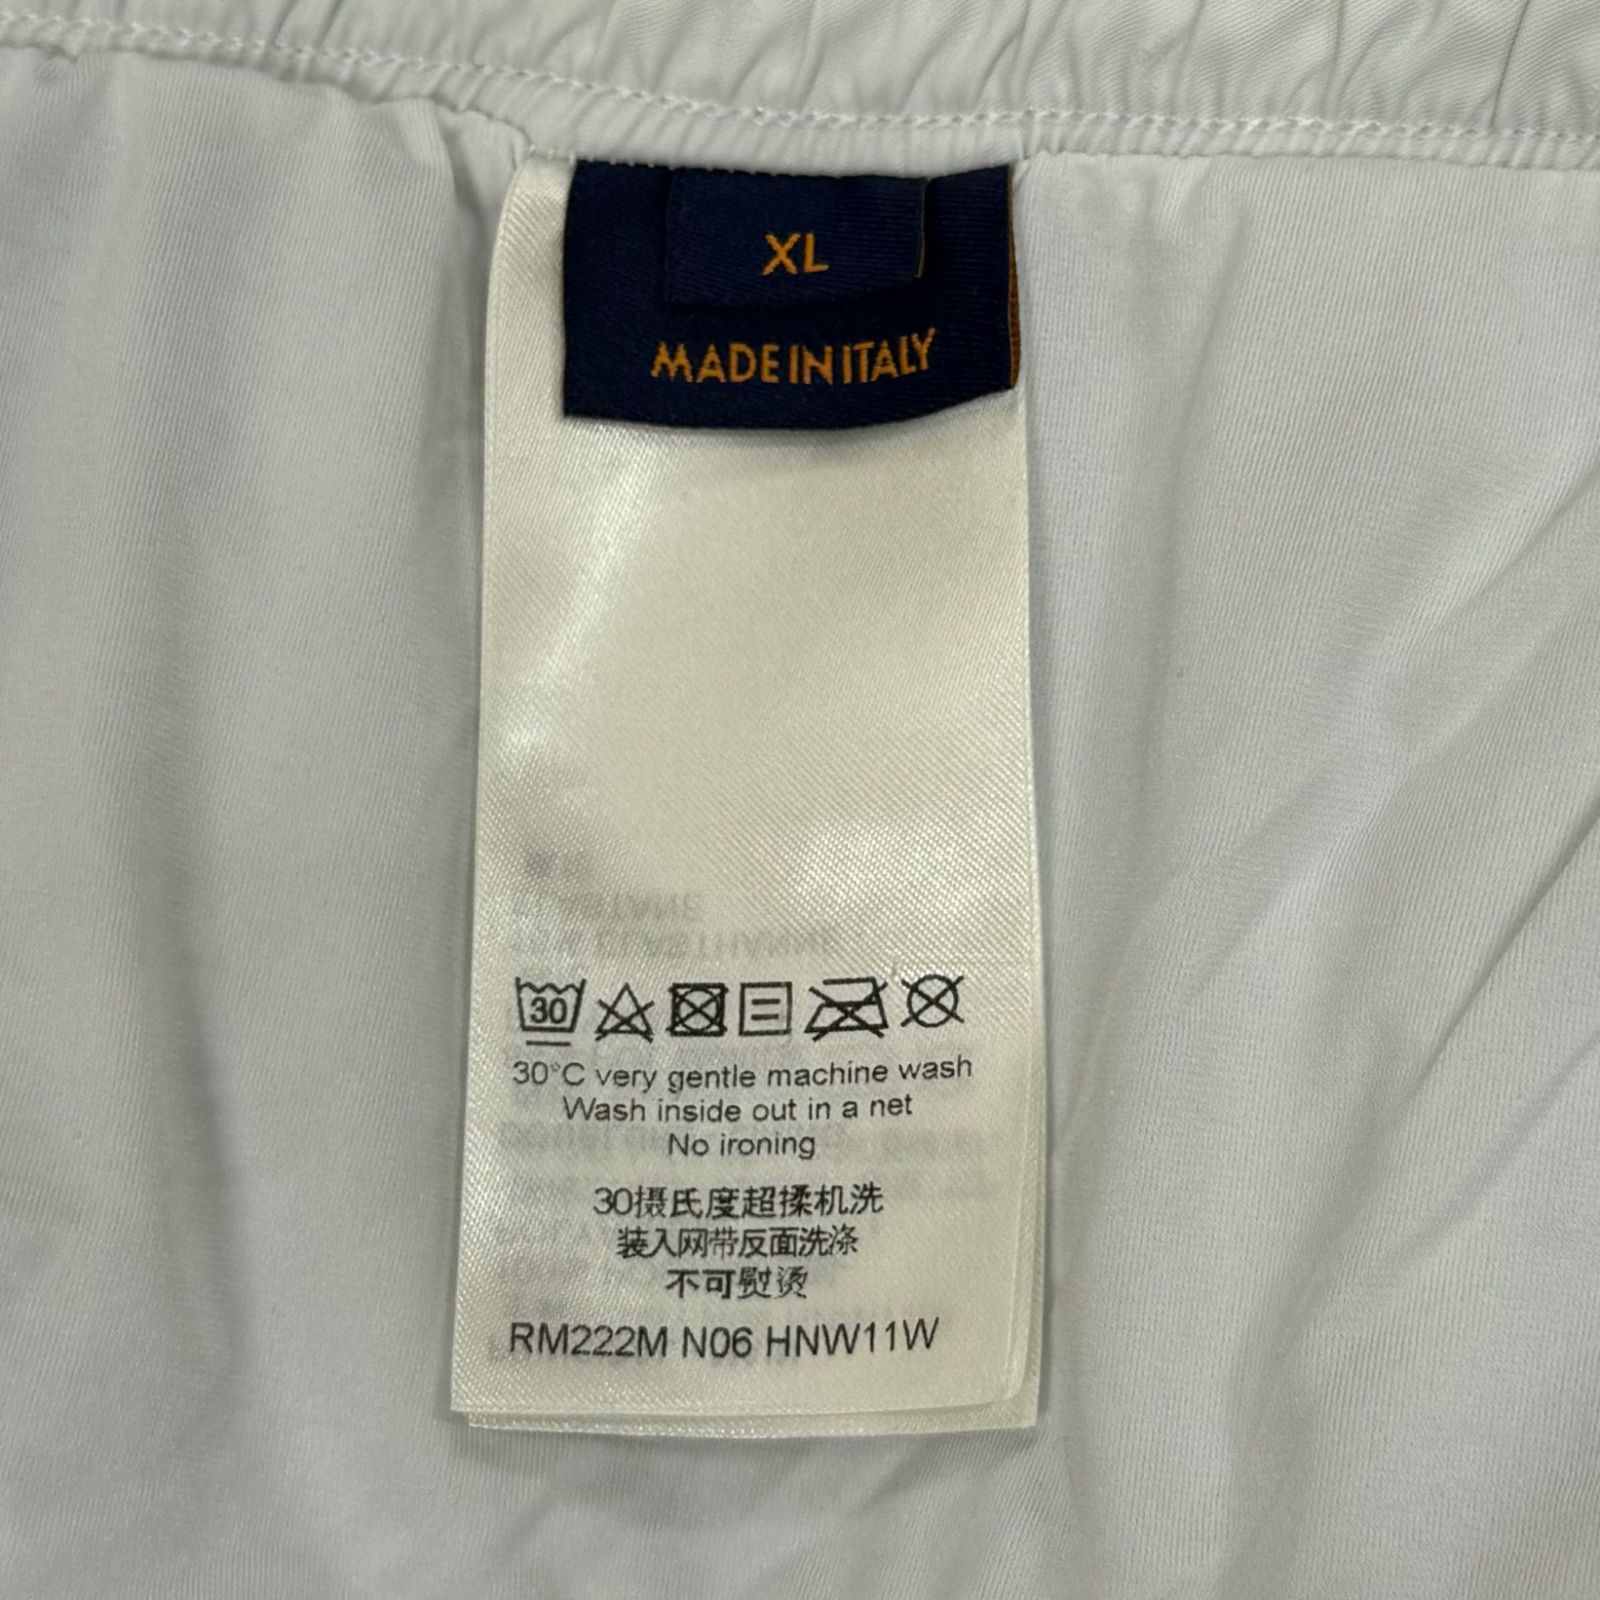 XL
MADE IN ITALY
30
30°C very gentle machine wash
Wash inside out in a net
No ironing
30摄氏度超揉机洗
装入网带反面洗涤
不可熨烫
RM222M N06 HNW11W